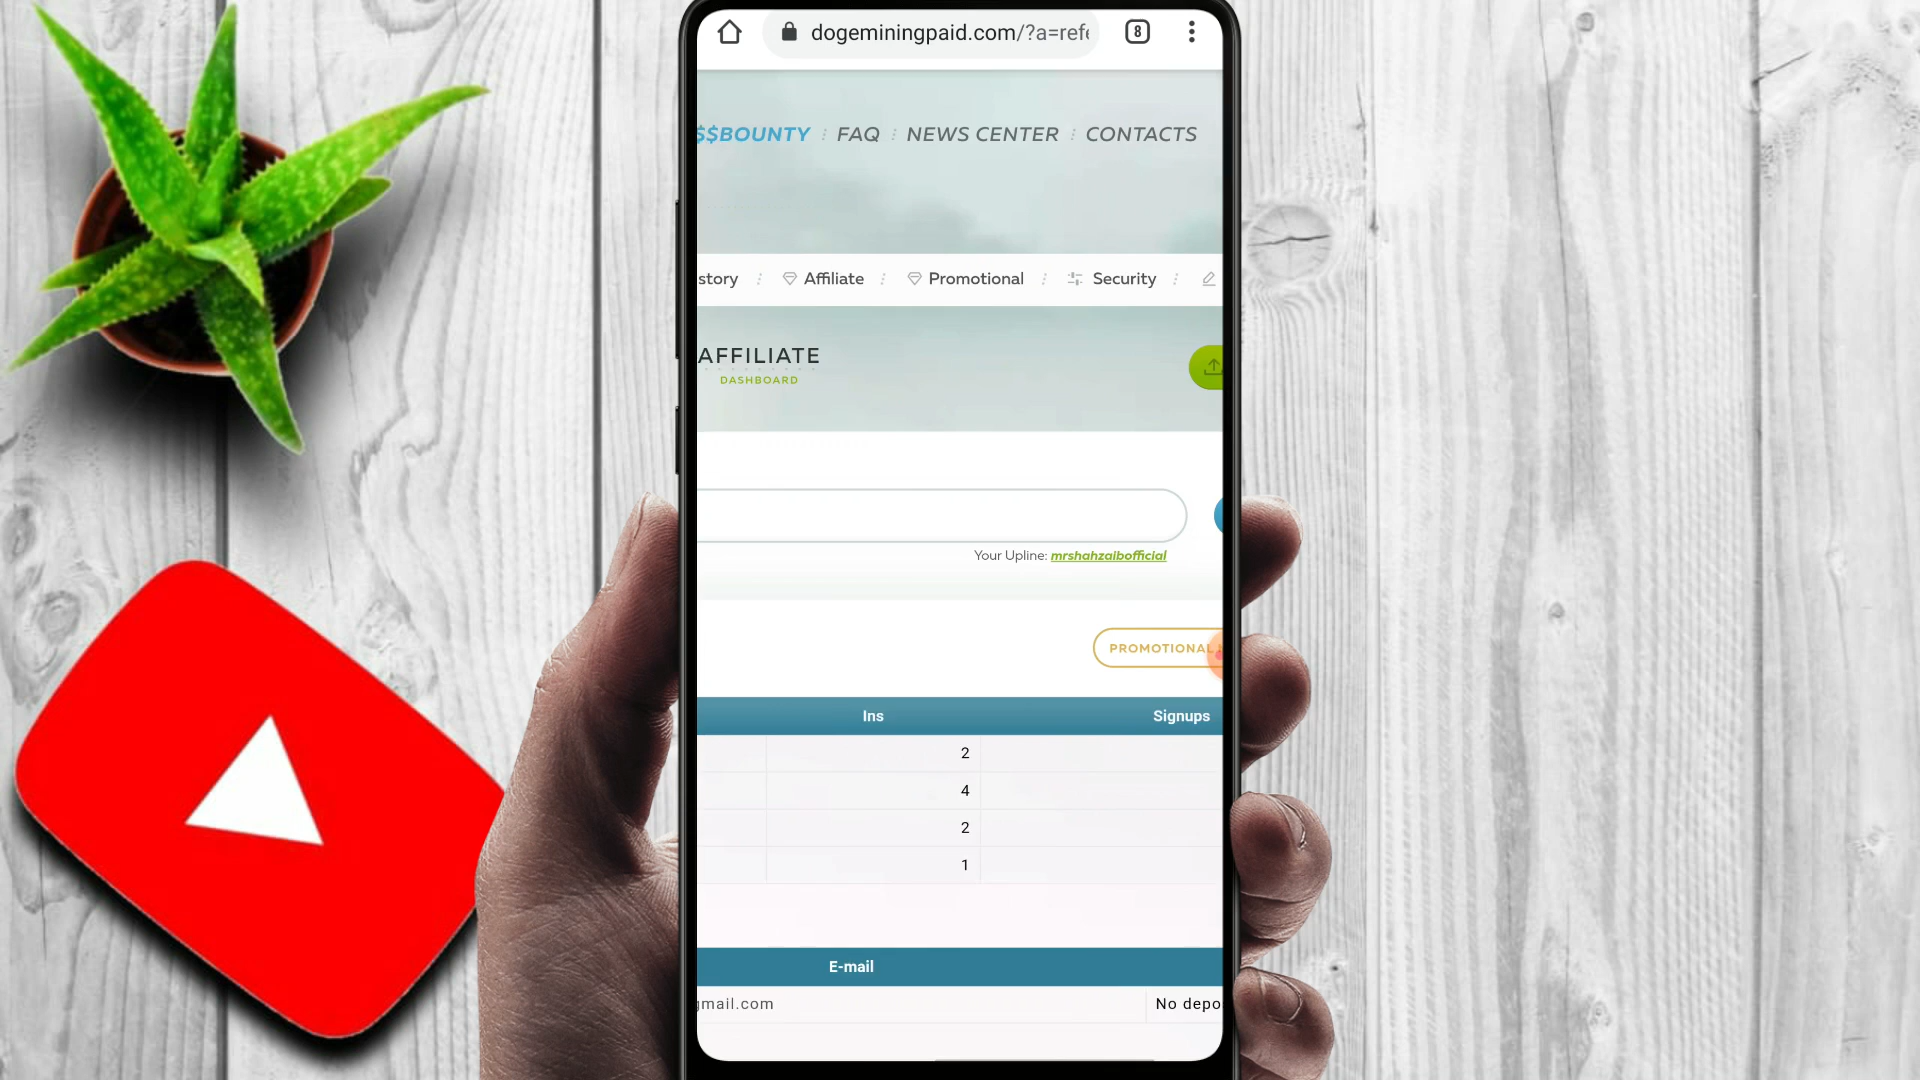 dogeminingpaid.com/?a=refe
8
$$BOUNTY FAQ NEWS CENTER CONTACTS
story Affiliate Promotional Security
AFFILIATE
DASHBOARD
Your Upline: mrshahzaibofficial
PROMOTIONAL
Ins Signups
2
4
2
1
E-mail
gmail.com No depo